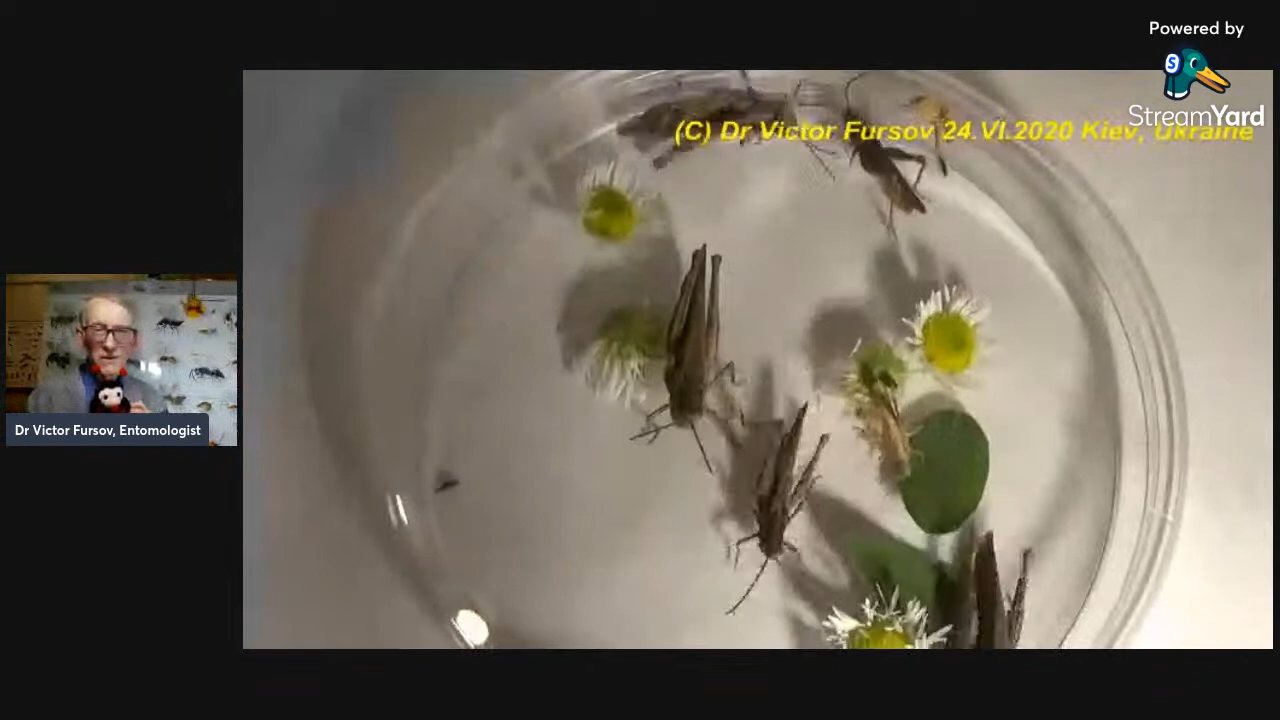 Powered by
StreamYard
(C) Dr Victor Fursov 24.VI.2020 Kiev, Ukraine
Dr Victor Fursov, Entomologist